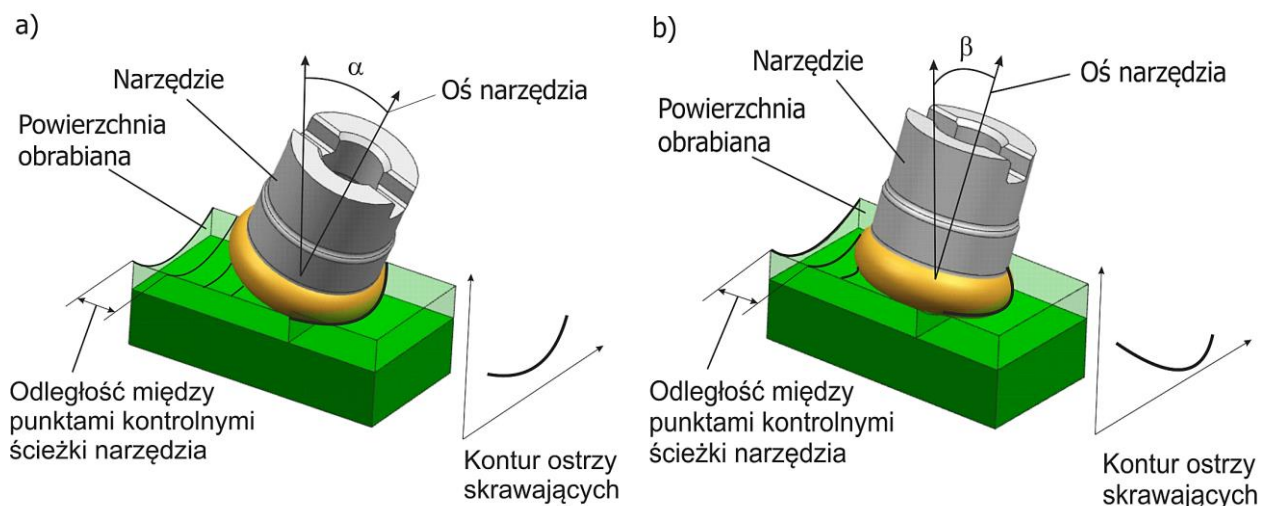 a)
α
Narzędzie
Oś narzędzia
Powierzchnia
obrabiana
Odległość między
punktami kontrolnymi
ścieżki narzędzia
Kontur ostrzy
skrawających
b)
β
Narzędzie
Oś narzędzia
Powierzchnia
obrabiana
Odległość między
punktami kontrolnymi
ścieżki narzędzia
Kontur ostrzy
skrawających